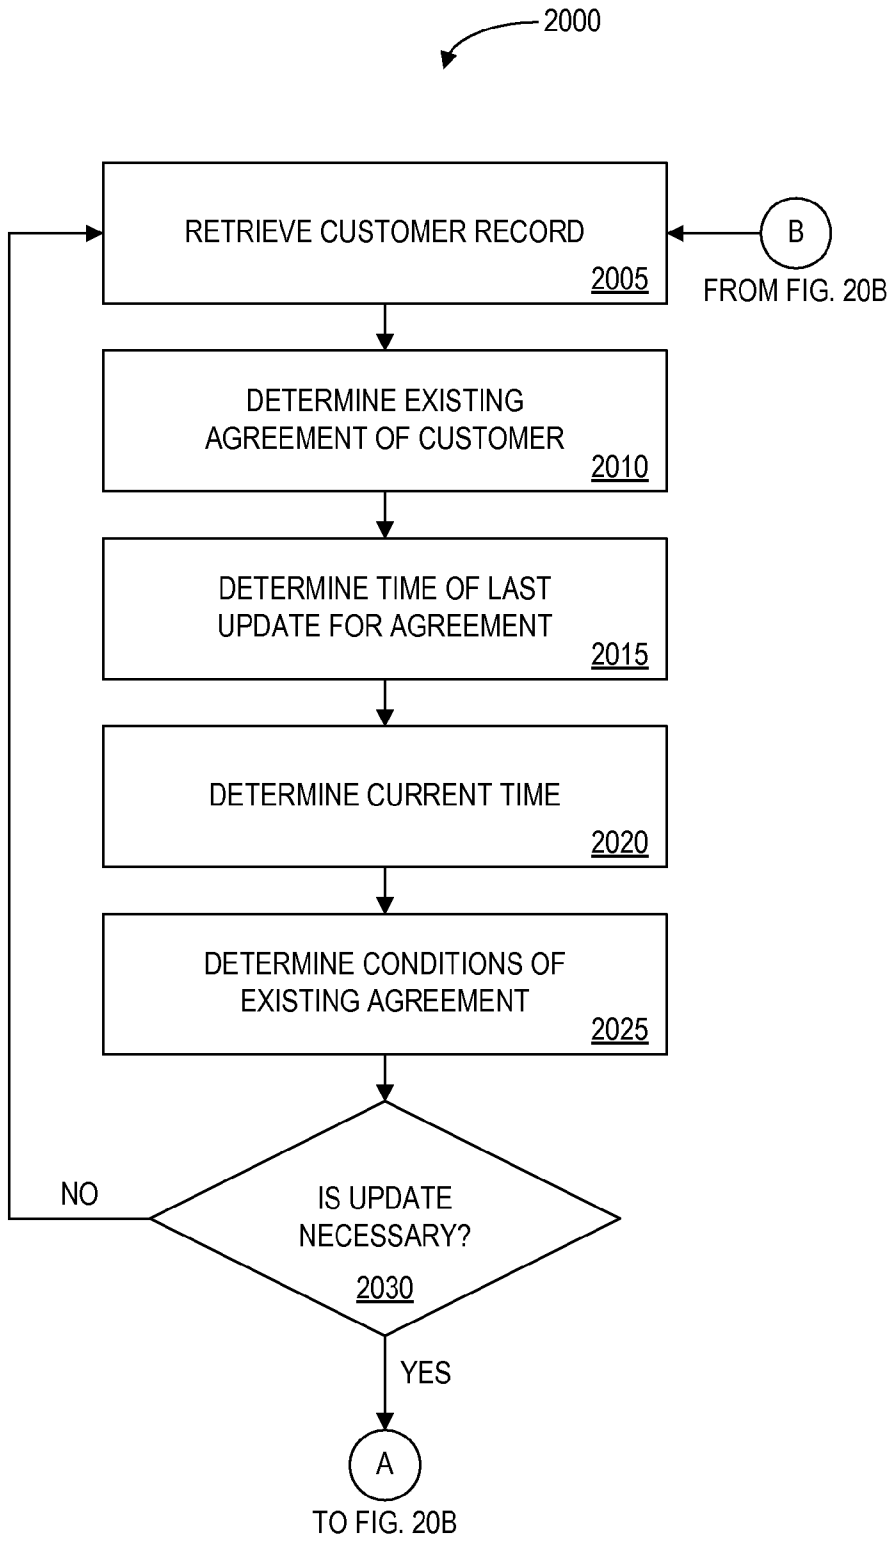 2000
RETRIEVE CUSTOMER RECORD
2005
B
FROM FIG. 20B
DETERMINE EXISTING
AGREEMENT OF CUSTOMER
2010
DETERMINE TIME OF LAST
UPDATE FOR AGREEMENT
2015
DETERMINE CURRENT TIME
2020
DETERMINE CONDITIONS OF
EXISTING AGREEMENT
2025
NO
IS UPDATE
NECESSARY?
2030
YES
A
TO FIG. 20B